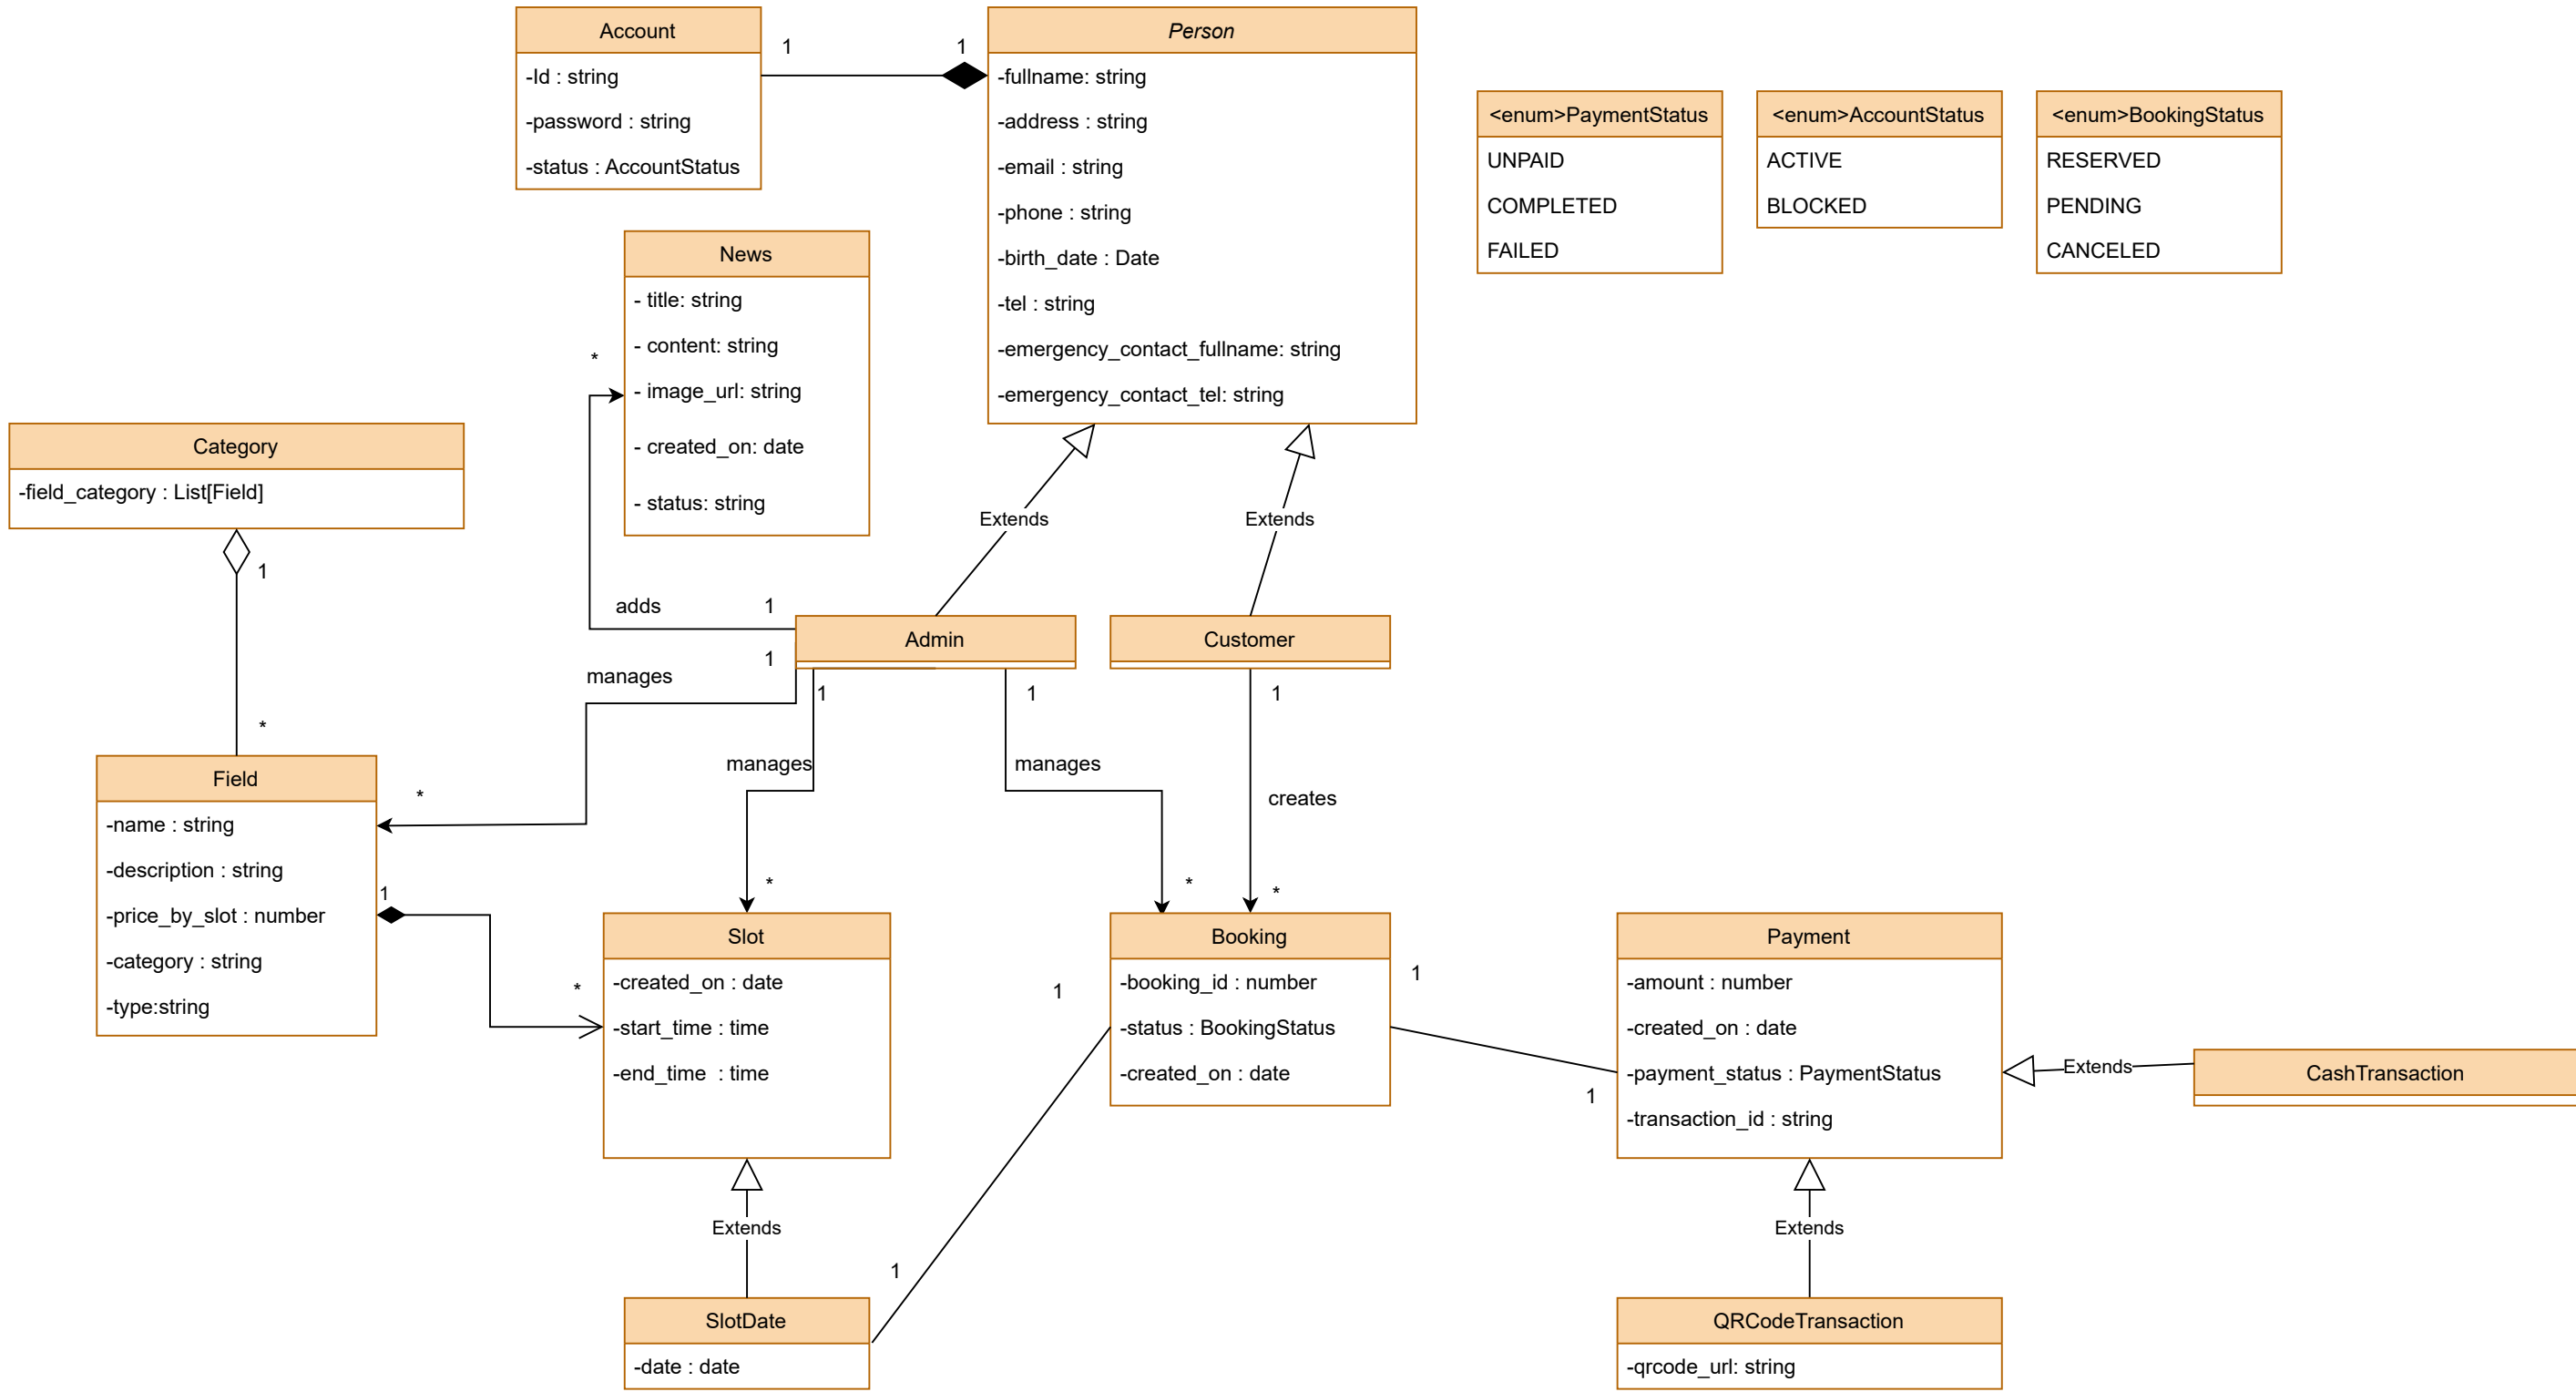 Account
-Id : string
-password : string
-status : AccountStatus
1
1
Person
-fullname: string
-address : string
-email : string
-phone : string
-birth_date : Date
-tel : string
-emergency_contact_fullname: string
-emergency_contact_tel: string
<enum>PaymentStatus
UNPAID
COMPLETED
FAILED
<enum>AccountStatus
ACTIVE
BLOCKED
<enum>BookingStatus
RESERVED
PENDING
CANCELED
News
- title: string
- content: string
- image_url: string
- created_on: date
- status: string
*
Category
-field_category : List[Field]
1
*
Extends
Extends
adds
1
Admin
Customer
manages
1
1
manages
1
manages
1
creates
*
*
*
*
Field
-name : string
-description : string
-price_by_slot : number
-category : string
-type:string
1
*
Slot
-created_on : date
-start_time : time
-end_time  : time
1
Booking
-booking_id : number
-status : BookingStatus
-created_on : date
1
1
Payment
-amount : number
-created_on : date
-payment_status : PaymentStatus
-transaction_id : string
Extends
CashTransaction
Extends
1
Extends
SlotDate
-date : date
QRCodeTransaction
-qrcode_url: string